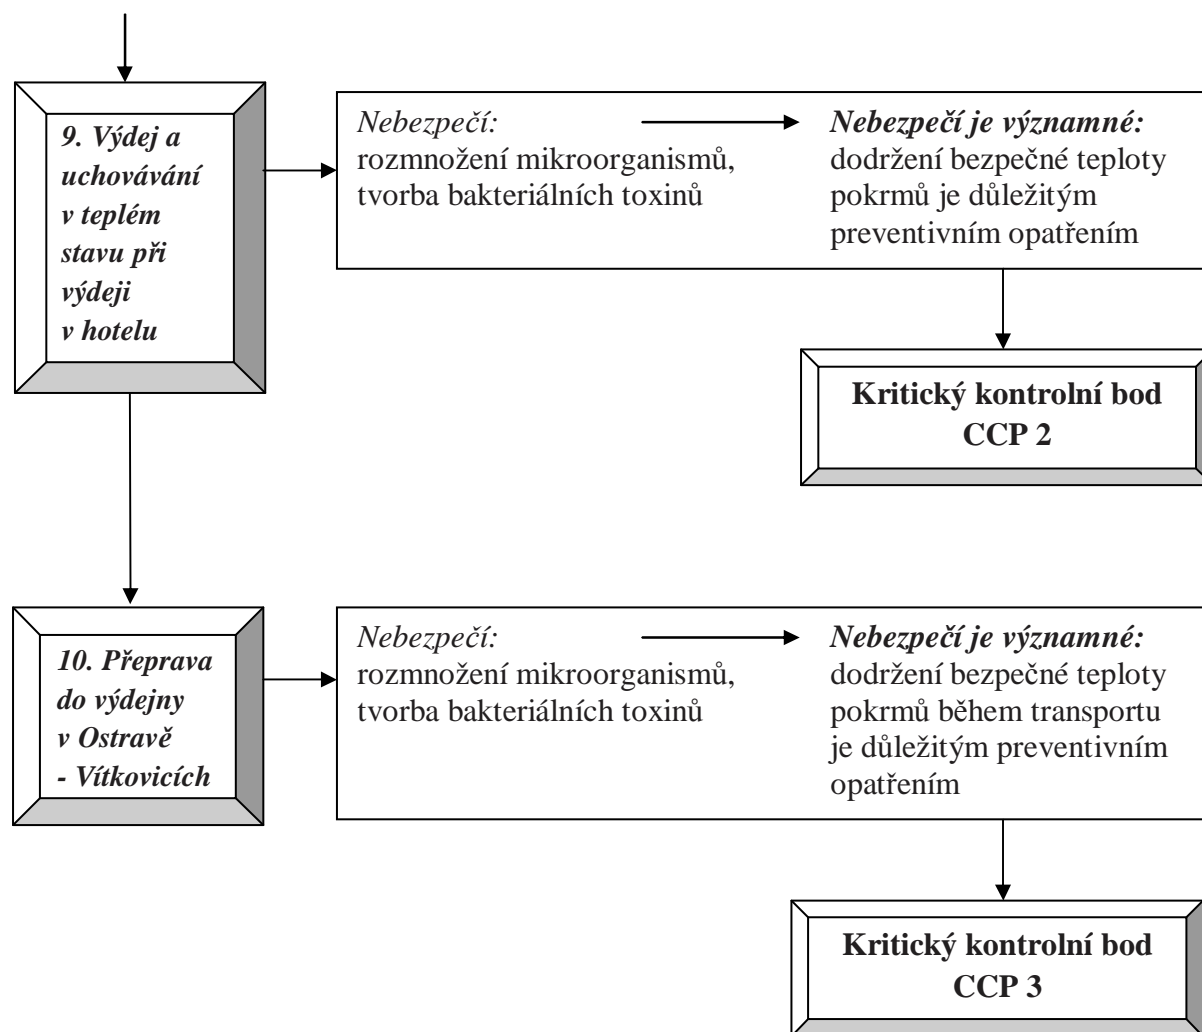 9. Výdej a
uchovávání
v teplém
stavu při
výdeji
v hotelu
Nebezpečí:
rozmnožení mikroorganismů,
tvorba bakteriálních toxinů
Nebezpečí je významné:
dodržení bezpečné teploty
pokrmů je důležitým
preventivním opatřením
Kritický kontrolní bod
CCP 2
10. Přeprava
do výdejny
v Ostravě
- Vítkovicích
Nebezpečí:
rozmnožení mikroorganismů,
tvorba bakteriálních toxinů
Nebezpečí je významné:
dodržení bezpečné teploty
pokrmů během transportu
je důležitým preventivním
opatřením
Kritický kontrolní bod
CCP 3